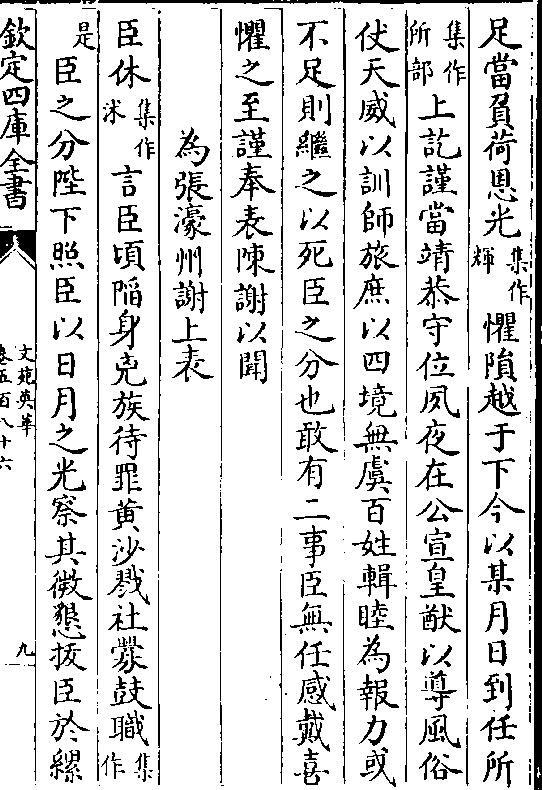 足當負荷恩光集作輝懼隕越于下今以某月日到任所
集作所部上訖謹當靖恭守位夙夜在公宣皇猷以導風俗
仗天威以訓師旅庶以四境無虞百姓輯睦為報力或
不足則繼之以死臣之分也敢有二事臣無任感戴喜
懼之至謹奉表陳謝以聞
為張濠州謝上表
臣休集作沭言臣頃陷身兇族待罪黄沙戮社釁鼓職集作
是臣之分陛下照臣以日月之光察其微懇拔臣於縲
欽定四庫全書
文苑英華
卷五百八十六
九